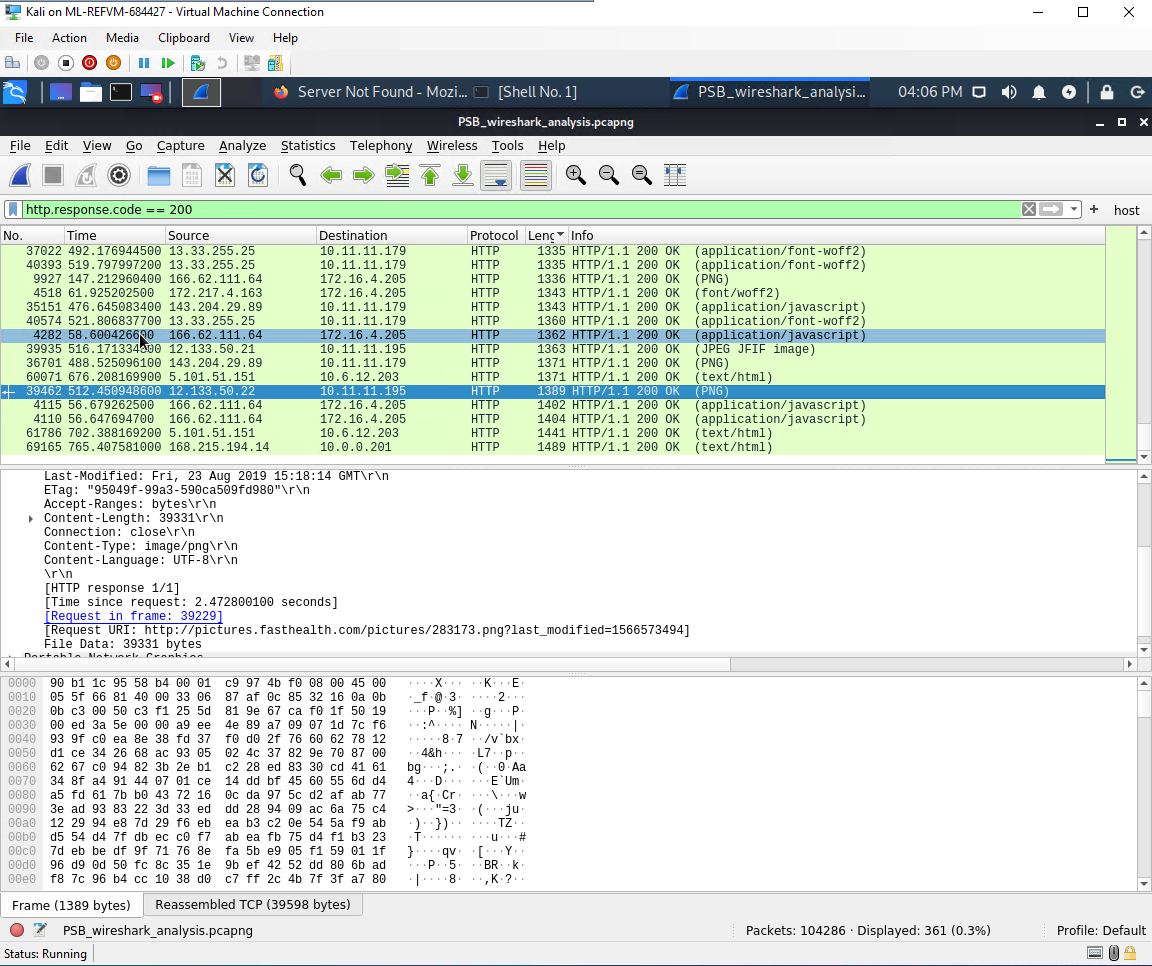 Kali on ML-REFVM-684427 - Virtual Machine Connection
File Action Media Clipboard View Help
Server Not Found - Mozi... [Shell No. 1] PSB_wireshark_analysi... 04:06 PM
PSB_wireshark_analysis.pcapng
File Edit View Go Capture Analyze Statistics Telephony Wireless Tools Help
http.response.code == 200 + host
No. Time Source Destination Protocol Leng Info
37022 492.176944500 13.33.255.25 10.11.11.179 HTTP 1335 HTTP/1.1 200 OK (application/font-woff2)
40393 519.797997200 13.33.255.25 10.11.11.179 HTTP 1335 HTTP/1.1 200 OK (application/font-woff2)
9927 147.212960400 166.62.111.64 172.16.4.205 HTTP 1336 HTTP/1.1 200 OK (PNG)
4518 61.925202500 172.217.4.163 172.16.4.205 HTTP 1343 HTTP/1.1 200 OK (font/woff2)
35151 476.645083400 143.204.29.89 10.11.11.179 HTTP 1343 HTTP/1.1 200 OK (application/javascript)
40574 521.806837700 13.33.255.25 10.11.11.179 HTTP 1360 HTTP/1.1 200 OK (application/font-woff2)
4282 166.62.111.64 172.16.4.205 HTTP 1362 HTTP/1.1 200 OK (application/javascript)
39935 12.133.50.21 10.11.11.195 HTTP 1363 HTTP/1.1 200 OK (JPEG JFIF image)
36701 488.525096100 143.204.29.89 10.11.11.179 HTTP 1371 HTTP/1.1 200 OK (PNG)
60071 676.208169900 5.101.51.151 10.6.12.203 HTTP 1371 HTTP/1.1 200 OK (text/html)
39462 512.450948600 12.133.50.22 10.11.11.195 HTTP 1389 HTTP/1.1 200 OK (PNG)
4115 56.679262500 166.62.111.64 172.16.4.205 HTTP 1402 HTTP/1.1 200 OK (application/javascript)
4110 56.647694700 166.62.111.64 172.16.4.205 HTTP 1404 HTTP/1.1 200 OK (application/javascript)
61786 702.388169200 5.101.51.151 10.6.12.203 HTTP 1441 HTTP/1.1 200 OK (text/html)
69165 765.407581000 168.215.194.14 10.0.0.201 HTTP 1489 HTTP/1.1 200 OK (text/html)
Last-Modified: Fri, 23 Aug 2019 15:18:14 GMT\r\n
ETag: "95049f-99a3-590ca509fd980"\r\n
Accept-Ranges: bytes\r\n
Content-Length: 39331\r\n
Connection: close\r\n
Content-Type: image/png\r\n
Content-Language: UTF-8\r\n
\r\n
[HTTP response 1/1]
[Time since request: 2.472800100 seconds]
[Request in frame: 39229]
[Request URI: http://pictures.fasthealth.com/pictures/283173.png?last_modified=1566573494]
File Data: 39331 bytes
Portable Network Graphics
0000 90 b1 1c 95 58 b4 00 01 c9 97 4b f0 08 00 45 00 ····X··· ··K···E·
0010 05 5f 66 81 40 00 33 06 87 af 0c 85 32 16 0a 0b ·_f·@·3· ····2···
0020 0b c3 00 50 c3 f1 25 5d 81 9e 67 ca f0 1f 50 19 ···P··%] ··g···P·
0030 00 ed 3a 5e 00 00 a9 ee 4e 89 a7 09 07 1d 7c f6 ··:^···· N·····|·
0040 93 9f c0 ea 8e 38 fd 37 f0 d0 2f 76 60 62 78 12 ·····8·7 ··/v`bx·
0050 d1 ce 34 26 68 ac 93 05 02 4c 37 82 9e 70 87 00 ··4&h··· ·L7··p··
0060 62 67 c0 94 82 3b 2e b1 c2 28 ed 83 30 cd 41 61 bg···;.· ·(··0·Aa
0070 34 8f a4 91 44 07 01 ce 14 dd bf 45 60 55 6d d4 4···D··· ···E`Um·
0080 a5 fd 61 7b b0 43 72 16 0c da 97 5c d2 af ab 77 ··a{·Cr· ···\···w
0090 3e ad 93 83 22 3d 33 ed dd 28 94 09 ac 6a 75 c4 >···"=3· ·(···ju·
00a0 12 29 94 e8 7d 29 f6 eb ea b3 c2 0e 54 5a f9 ab ·)··})·· ····TZ··
00b0 d5 54 d4 7f db ec c0 f7 ab ea fb 75 d4 f1 b3 23 ·T······ ···u···#
00c0 7d eb be df 9f 71 76 8e fa 5b e9 05 f1 59 01 1f }····qv· ·[···Y··
00d0 96 d9 0d 50 fc 8c 35 1e 9b ef 42 52 dd 80 6b ad ···P··5· ··BR··k·
00e0 f8 7c 96 b4 cc 10 38 d0 c7 ff 2c 4b 7f 3f a7 80 ·|····8· ··,K·?··
Frame (1389 bytes) Reassembled TCP (39598 bytes)
PSB_wireshark_analysis.pcapng Packets: 104286 · Displayed: 361 (0.3%) Profile: Default
Status: Running